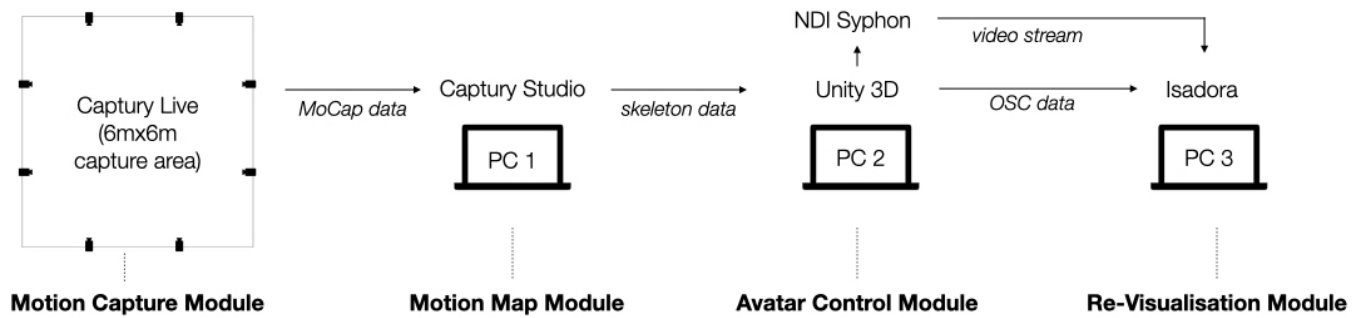 NDI Syphon
video stream
Captury Live
(6mx6m
capture area)
MoCap data
Captury Studio
skeleton data
Unity 3D
OSC data
Isadora
PC 1
PC 2
PC 3
Motion Capture Module
Motion Map Module
Avatar Control Module
Re-Visualisation Module